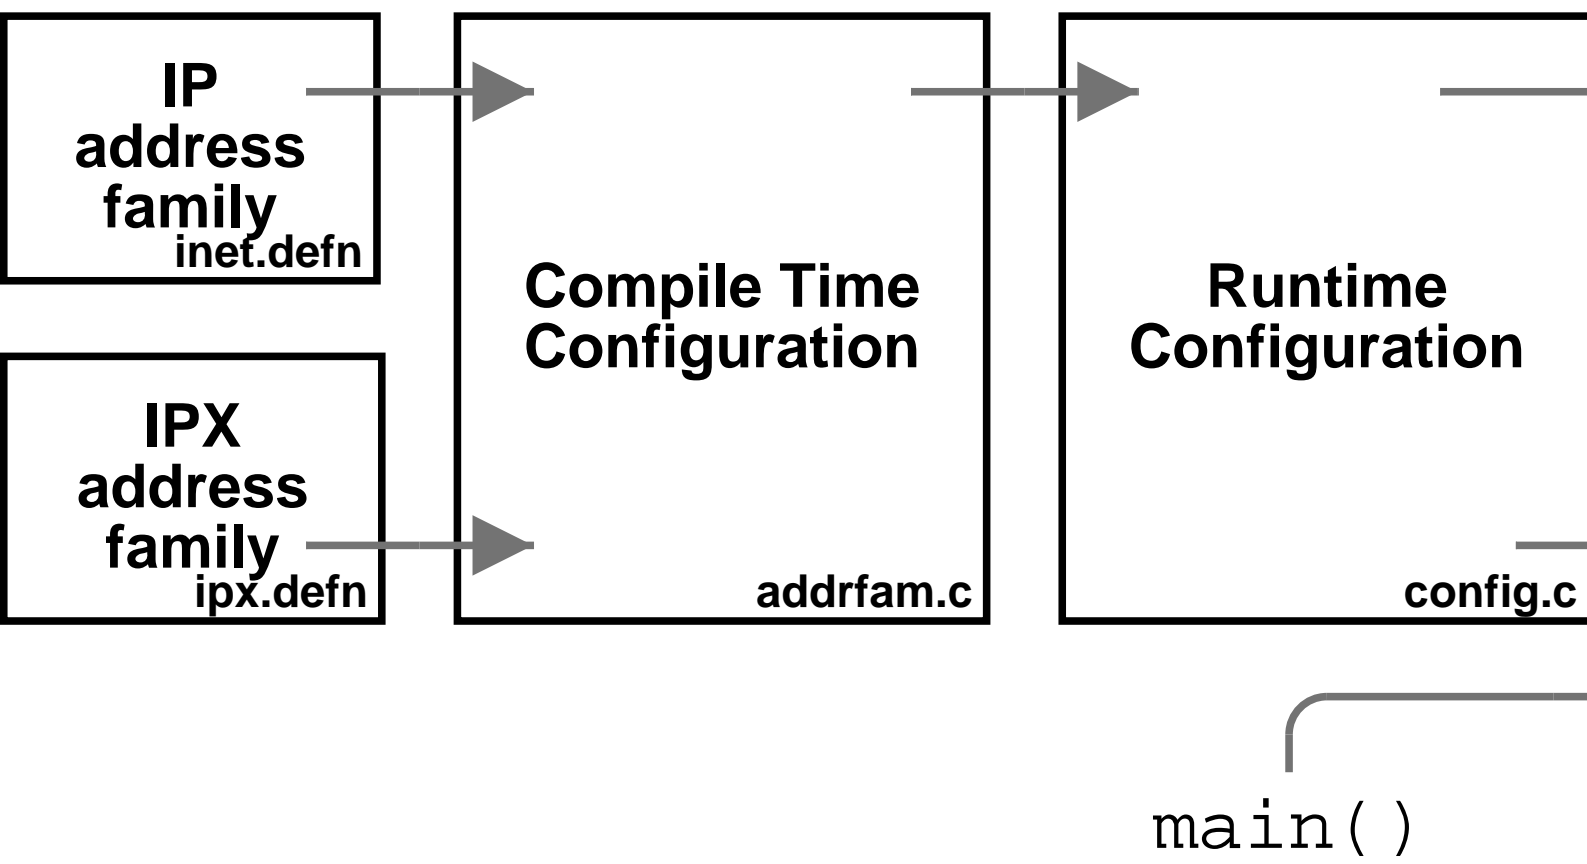 IP
address
family
inet.defn
IPX
address
family
ipx.defn
Compile Time
Configuration
addrfam.c
Runtime
Configuration
config.c
main()